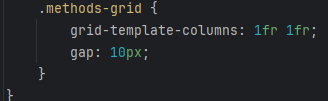 .methods-grid {
    grid-template-columns: 1fr 1fr;
    gap: 10px;
}
}